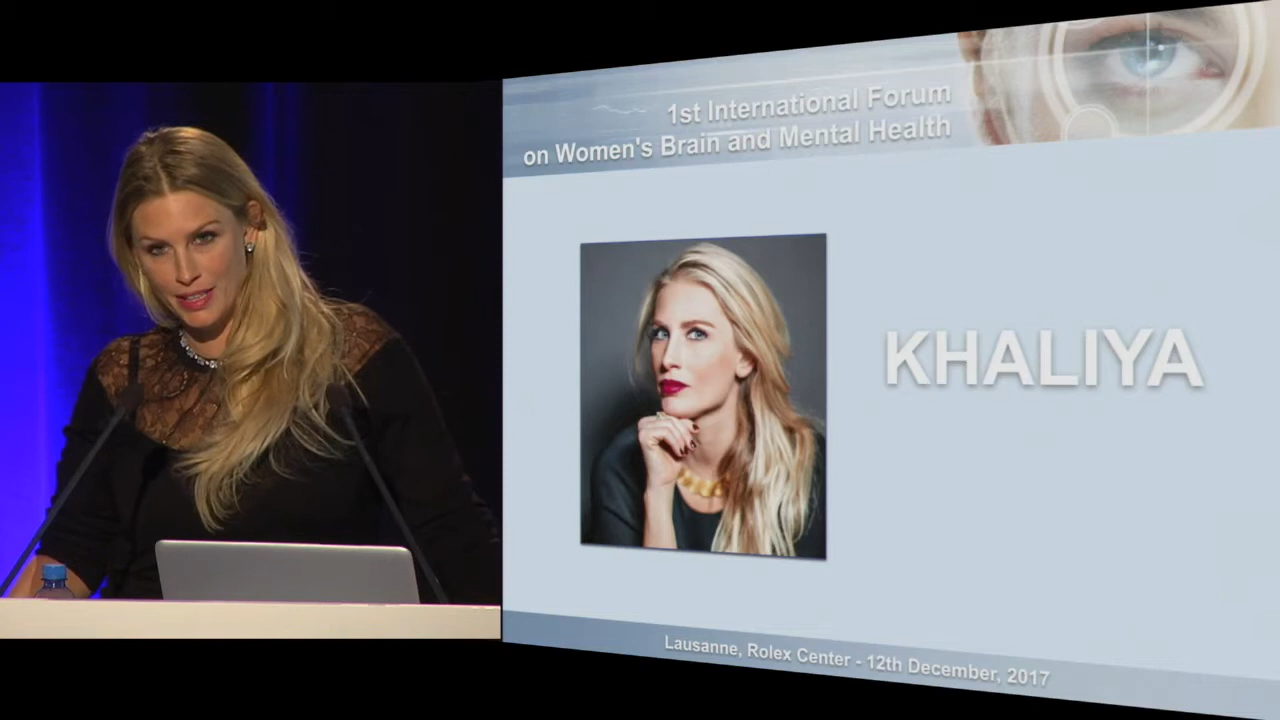 1st International Forum
on Women's Brain and Mental Health
KHALIYA
Lausanne, Rolex Center - 12th December, 2017